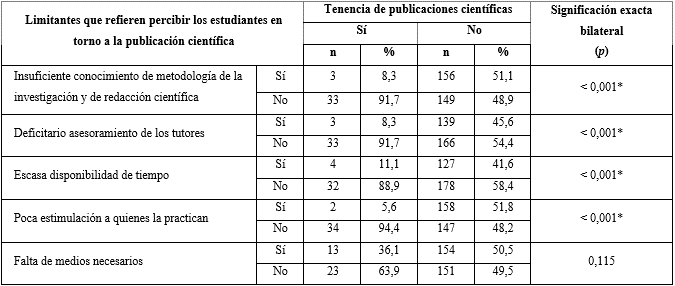 Limitantes que refieren percibir los estudiantes en torno a la publicación científica
Tenencia de publicaciones científicas
Significación exacta bilateral (p)
Sí No
n % n %
Insuficiente conocimiento de metodología de la investigación y de redacción científica
Sí 3 8,3 156 51,1
No 33 91,7 149 48,9
< 0,001*
Deficitario asesoramiento de los tutores
Sí 3 8,3 139 45,6
No 33 91,7 166 54,4
< 0,001*
Escasa disponibilidad de tiempo
Sí 4 11,1 127 41,6
No 32 88,9 178 58,4
< 0,001*
Poca estimulación a quienes la practican
Sí 2 5,6 158 51,8
No 34 94,4 147 48,2
< 0,001*
Falta de medios necesarios
Sí 13 36,1 154 50,5
No 23 63,9 151 49,5
0,115